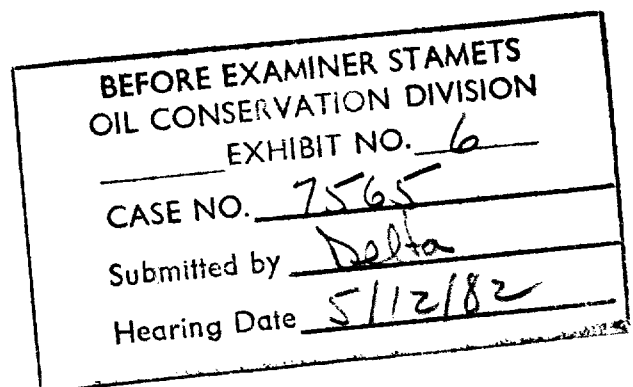 BEFORE EXAMINER STAMETS
OIL CONSERVATION DIVISION
EXHIBIT NO. 6
CASE NO. 7565
Submitted by Delta
Hearing Date 5/12/82